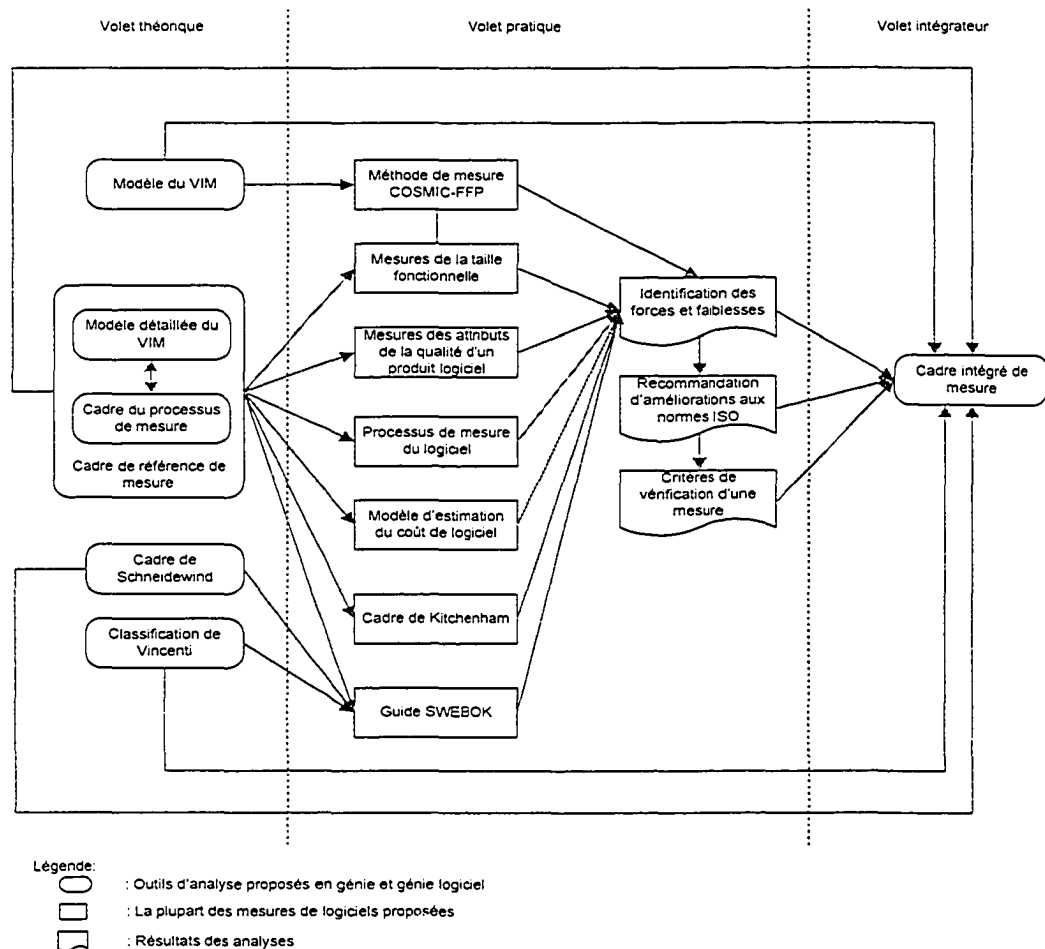 Volet théorique
Volet pratique
Volet intégrateur
Modèle du VIM
Méthode de mesure
COSMIC-FFP
Mesures de la taille
fonctionnelle
Identification des
forces et faiblesses
Modèle détaillée du
VIM
Mesures des attributs
de la qualité d'un
produit logiciel
Cadre intégré de
mesure
Recommandation
d'améliorations aux
normes ISO
Cadre du processus
de mesure
Processus de mesure
du logiciel
Cadre de référence de
mesure
Critères de
vérification d'une
mesure
Modèle d'estimation
du coût de logiciel
Cadre de
Schneidewind
Cadre de Kitchenham
Classification de
Vincenti
Guide SWEBOK
Légende:
: Outils d'analyse proposés en génie et génie logiciel
: La plupart des mesures de logiciels proposées
: Résultats des analyses